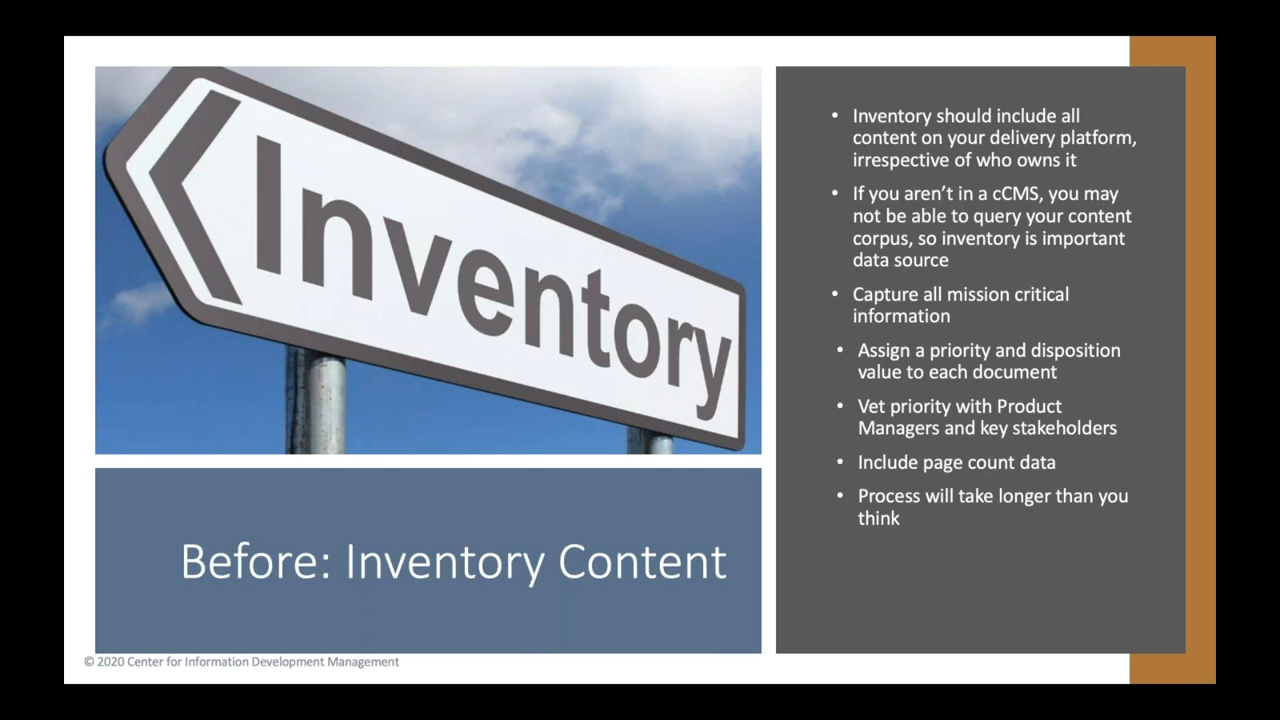 Inventory
Before: Inventory Content
• Inventory should include all
content on your delivery platform,
irrespective of who owns it
• If you aren’t in a cCMS, you may
not be able to query your content
corpus, so inventory is important
data source
• Capture all mission critical
information
• Assign a priority and disposition
value to each document
• Vet priority with Product
Managers and key stakeholders
• Include page count data
• Process will take longer than you
think
© 2020 Center for Information Development Management